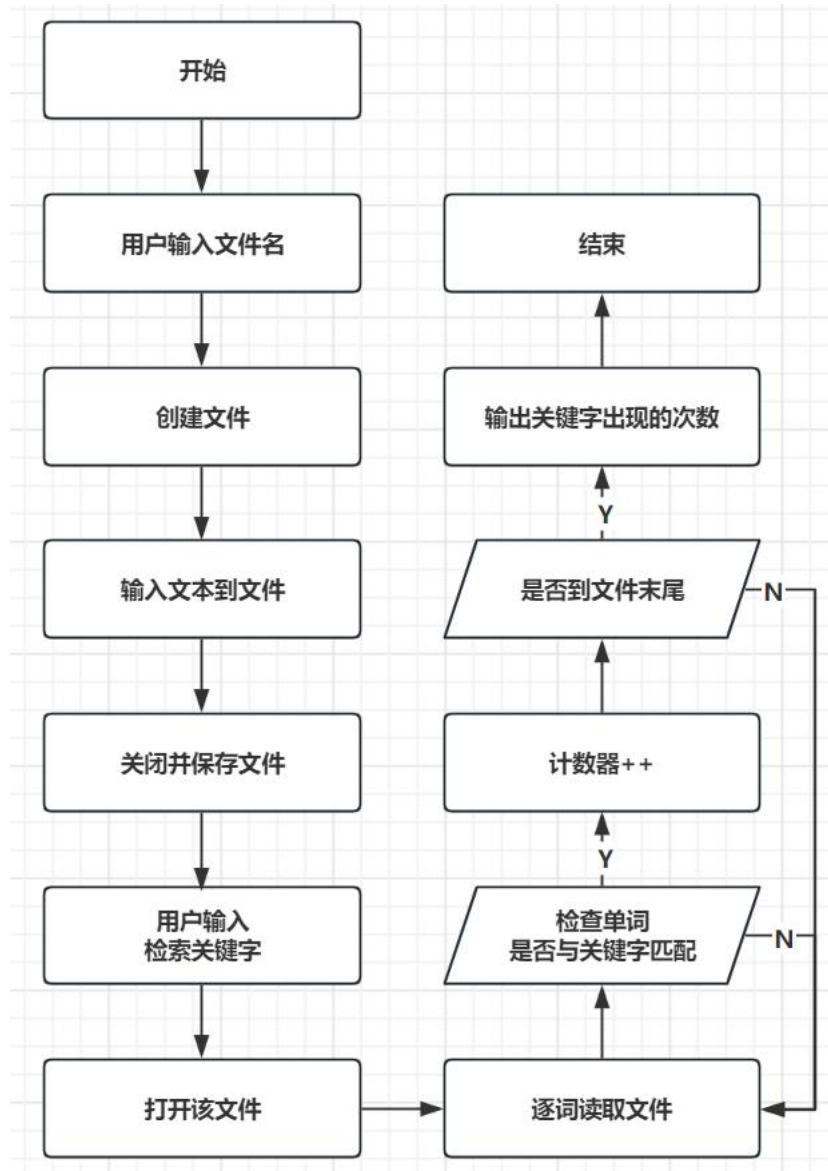 开始
用户输入文件名
创建文件
输入文本到文件
关闭并保存文件
用户输入
检索关键字
打开该文件
逐词读取文件
检查单词
是否与关键字匹配
N
Y
计数器++
是否到文件末尾
N
Y
输出关键字出现的次数
结束